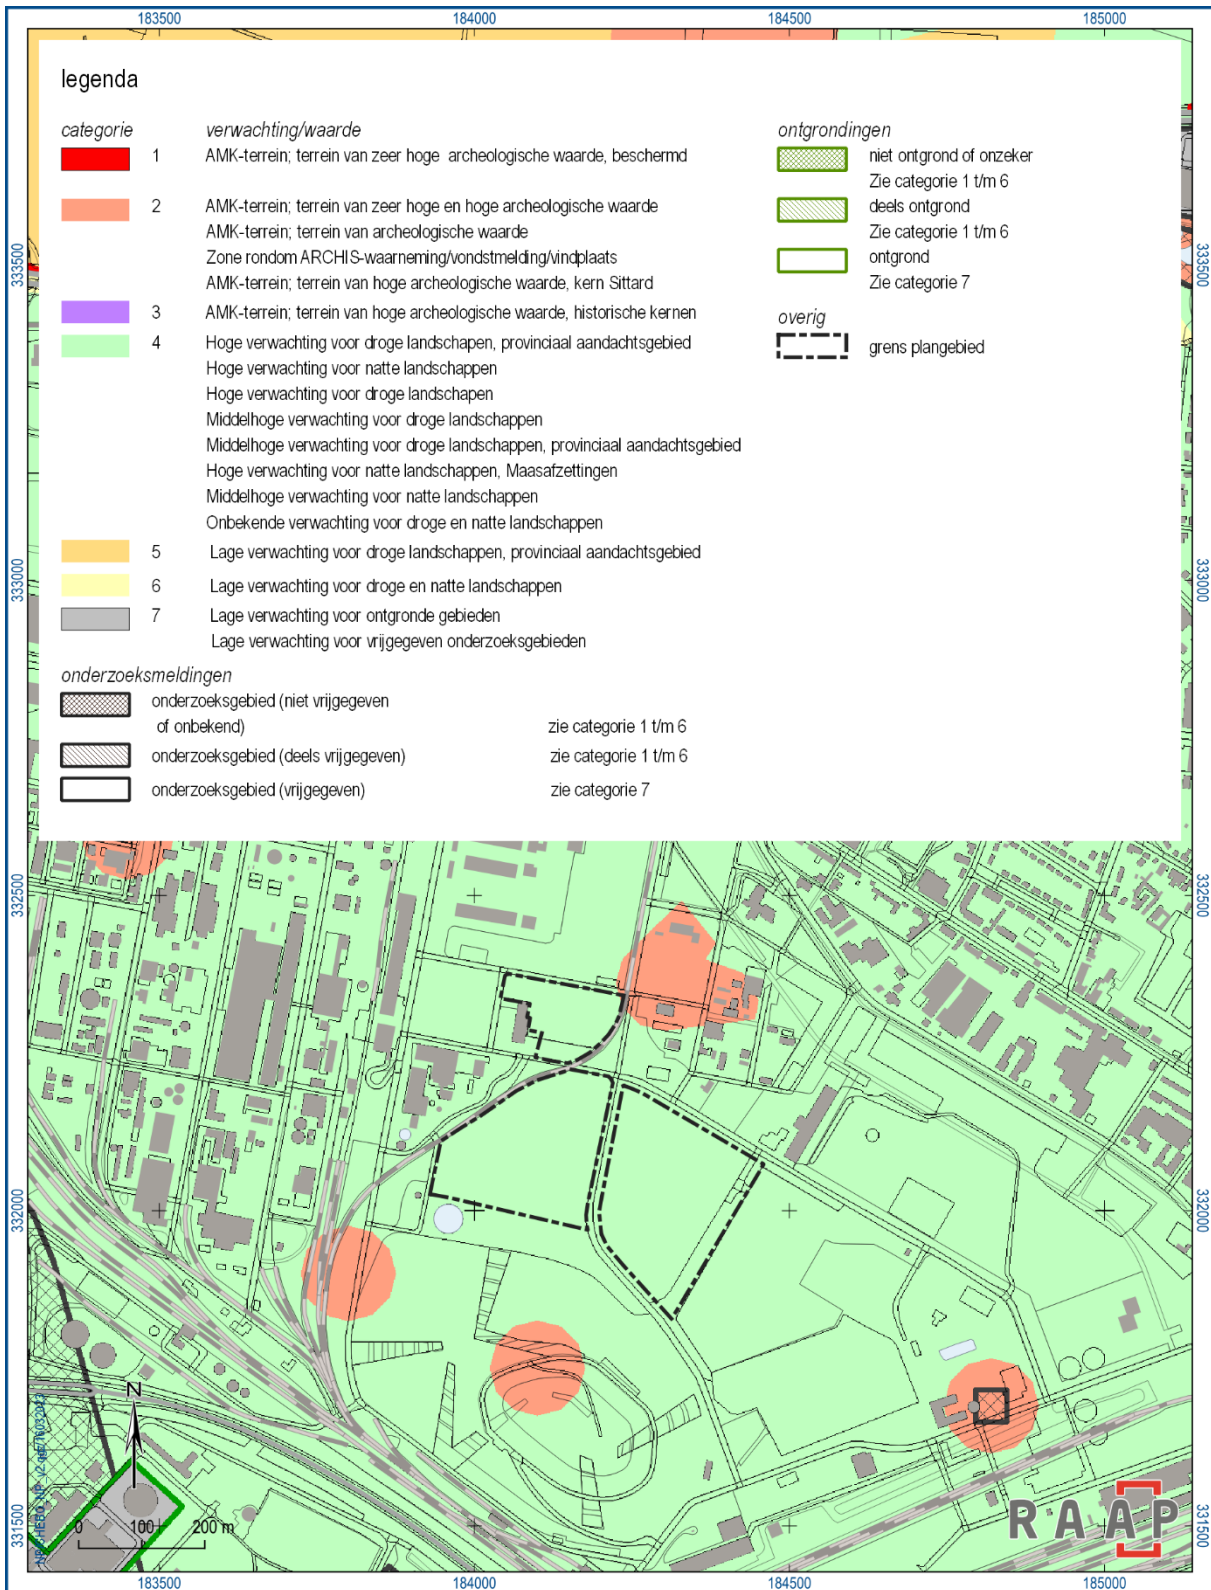 183500 184000 184500 185000
legenda
categorie verwachting/waarde ontgrondingen
1 AMK-terrein; terrein van zeer hoge archeologische waarde, beschermd niet ontgrond of onzeker
Zie categorie 1 t/m 6
2 AMK-terrein; terrein van zeer hoge en hoge archeologische waarde deels ontgrond
AMK-terrein; terrein van archeologische waarde Zie categorie 1 t/m 6
Zone rondom ARCHIS-waarneming/vondstmelding/vindplaats ontgrond
AMK-terrein; terrein van hoge archeologische waarde, kern Sittard Zie categorie 7
3 AMK-terrein; terrein van hoge archeologische waarde, historische kernen overig
4 Hoge verwachting voor droge landschapen, provinciaal aandachtsgebied grens plangebied
Hoge verwachting voor natte landschappen
Hoge verwachting voor droge landschapen
Middelhoge verwachting voor droge landschappen
Middelhoge verwachting voor droge landschappen, provinciaal aandachtsgebied
Hoge verwachting voor natte landschappen, Maasafzettingen
Middelhoge verwachting voor natte landschappen
Onbekende verwachting voor droge en natte landschappen
5 Lage verwachting voor droge landschappen, provinciaal aandachtsgebied
6 Lage verwachting voor droge en natte landschappen
7 Lage verwachting voor ontgronde gebieden
Lage verwachting voor vrijgegeven onderzoeksgebieden
onderzoeksmeldingen
onderzoeksgebied (niet vrijgegeven
of onbekend) zie categorie 1 t/m 6
onderzoeksgebied (deels vrijgegeven) zie categorie 1 t/m 6
onderzoeksgebied (vrijgegeven) zie categorie 7
333500 333500
333000 333000
332500 332500
332000 332000
331500 331500
N
0 100 200 m
RAAP
183500 184000 184500 185000